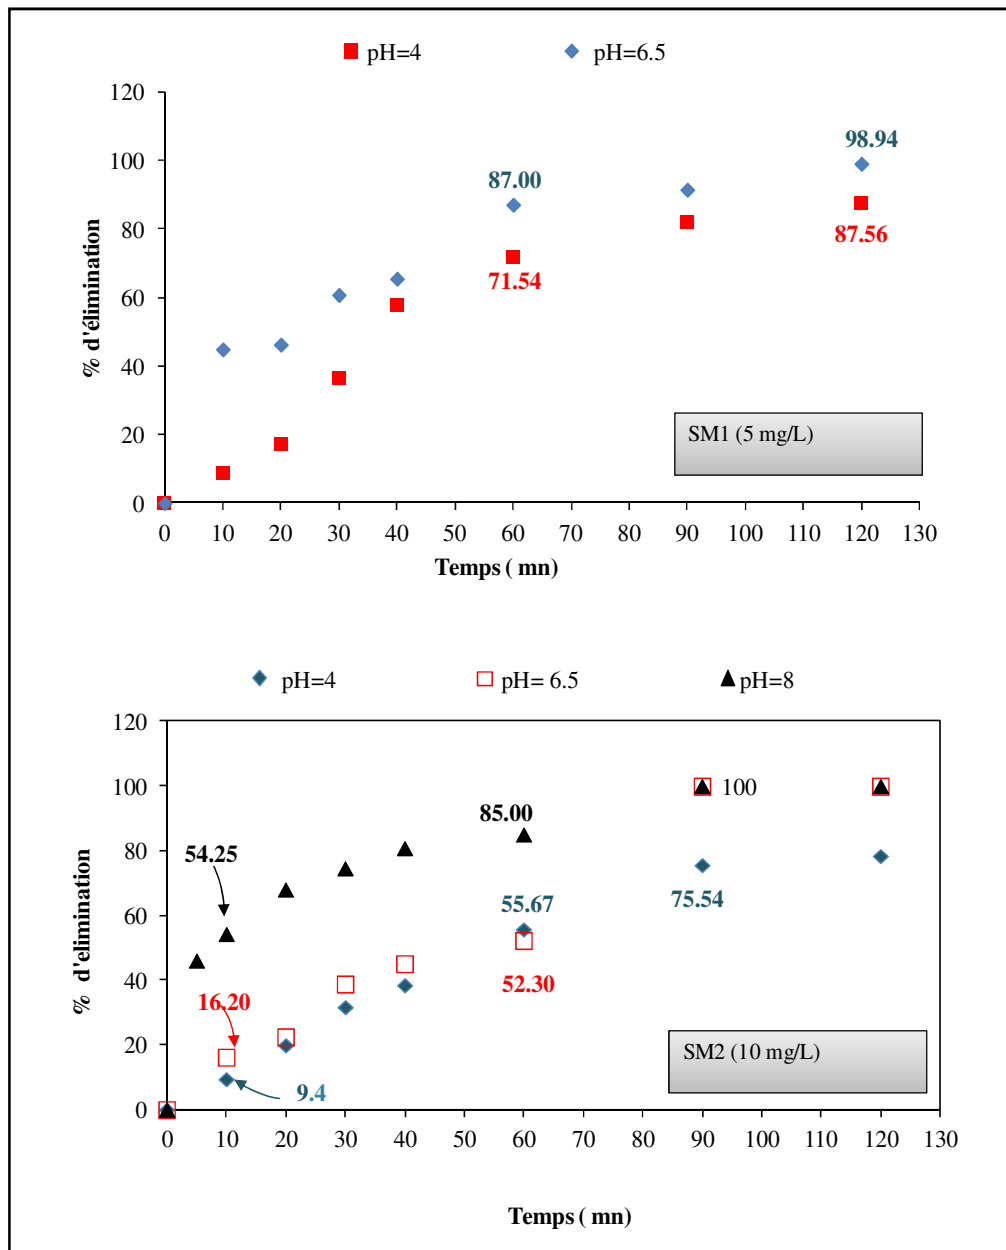 pH=4 pH=6.5
120
100
80
60
40
20
0
% d'élimination
98.94
87.00
87.56
71.54
SM1 (5 mg/L)
0 10 20 30 40 50 60 70 80 90 100 110 120 130
Temps ( mn)
pH=4 pH= 6.5 pH=8
120
100
80
60
40
20
0
% d'elimination
100
85.00
54.25
75.54
55.67
52.30
16.20
9.4
SM2 (10 mg/L)
0 10 20 30 40 50 60 70 80 90 100 110 120 130
Temps ( mn)